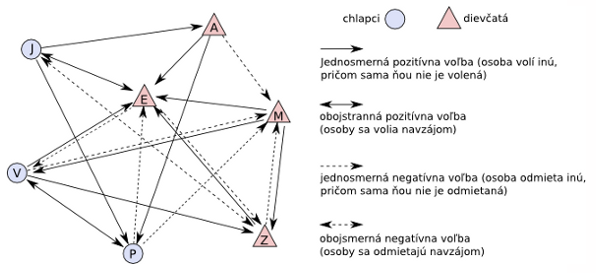 chlapci
dievčatá
J
A
E
M
V
P
Z
Jednosmerná pozitívna voľba (osoba volí inú,
pričom sama ňou nie je volená)
obojstranná pozitívna voľba
(osoby sa volia navzájom)
jednosmerná negatívna voľba (osoba odmieta inú,
pričom sama ňou nie je odmietaná)
obojsmerná negatívna voľba
(osoby sa odmietajú navzájom)